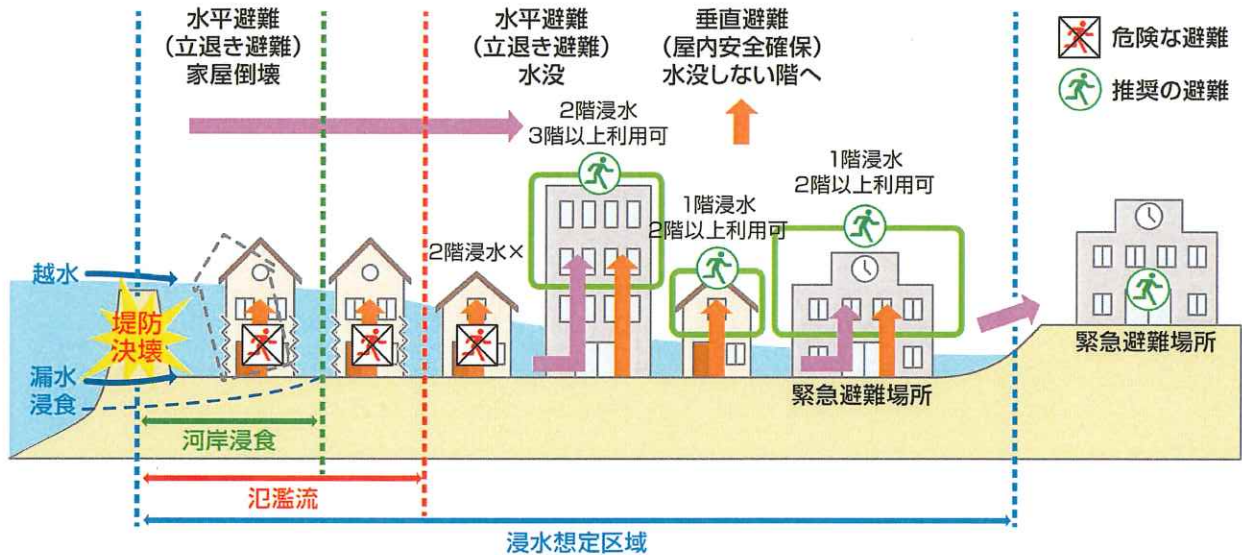 水平避難
（立退き避難）
家屋倒壊
水平避難
（立退き避難）
水没
垂直避難
（屋内安全確保）
水没しない階へ
危険な避難
推奨の避難
2階浸水
3階以上利用可
1階浸水
2階以上利用可
1階浸水
2階以上利用可
2階浸水×
越水
堤防
決壊
漏水
浸食
緊急避難場所
緊急避難場所
河岸浸食
氾濫流
浸水想定区域